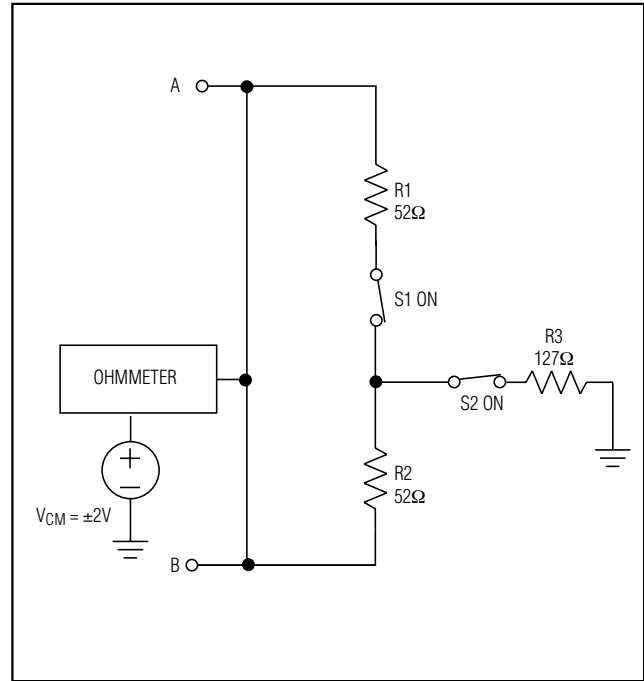 A
R1
52Ω
S1 ON
R3
127Ω
OHMMETER
S2 ON
R2
52Ω
VCM = ±2V
B